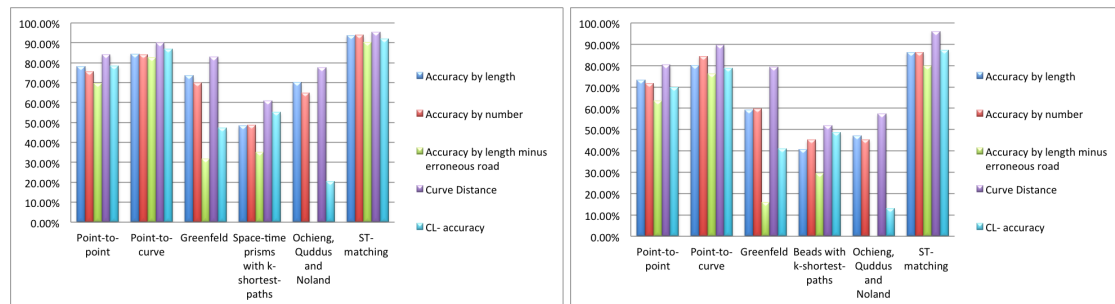 100.00%
90.00%
80.00%
70.00%
60.00%
50.00%
40.00%
30.00%
20.00%
10.00%
0.00%
Point-to-
point
Point-to-
curve
Greenfeld
Space-time
prisms
with k-
shortest-
paths
Ochieng,
Quddus
and
Noland
ST-
matching
Accuracy by length
Accuracy by number
Accuracy by length minus
erroneous road
Curve Distance
CL- accuracy
100.00%
90.00%
80.00%
70.00%
60.00%
50.00%
40.00%
30.00%
20.00%
10.00%
0.00%
Point-to-
point
Point-to-
curve
Greenfeld
Beads with
k-shortest-
paths
Ochieng,
Quddus
and
Noland
ST-
matching
Accuracy by length
Accuracy by number
Accuracy by length minus
erroneous road
Curve Distance
CL- accuracy